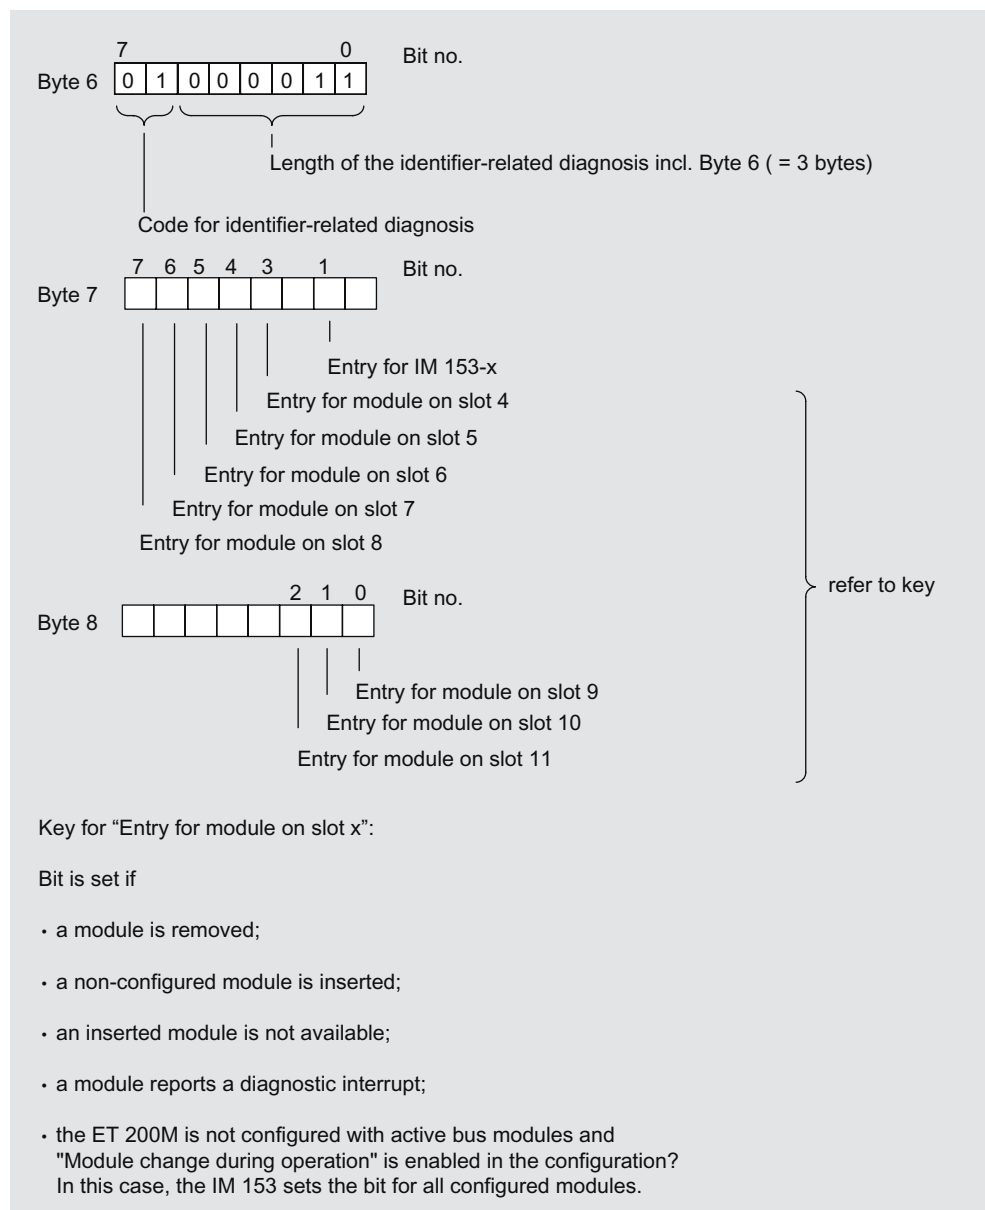 7 0 Bit no.
Byte 6 0 1 0 0 0 0 1 1
Length of the identifier-related diagnosis incl. Byte 6 ( = 3 bytes)
Code for identifier-related diagnosis
7 6 5 4 3 1 Bit no.
Byte 7
Entry for IM 153-x
Entry for module on slot 4
Entry for module on slot 5
Entry for module on slot 6
Entry for module on slot 7
Entry for module on slot 8
refer to key
2 1 0 Bit no.
Byte 8
Entry for module on slot 9
Entry for module on slot 10
Entry for module on slot 11
Key for “Entry for module on slot x”:
Bit is set if
• a module is removed;
• a non-configured module is inserted;
• an inserted module is not available;
• a module reports a diagnostic interrupt;
• the ET 200M is not configured with active bus modules and
"Module change during operation" is enabled in the configuration?
In this case, the IM 153 sets the bit for all configured modules.